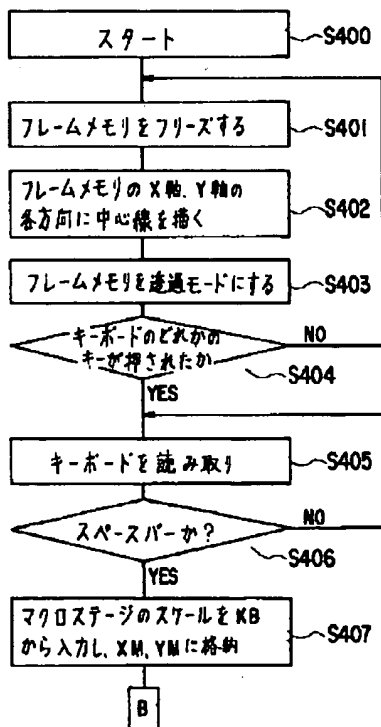 スタート
S400
フレームメモリをフリーズする
S401
フレームメモリのX軸、Y軸の
各方向に中心線を描く
S402
フレームメモリを透過モードにする
S403
キーボードのどれかの
キーが押されたか
NO
S404
YES
キーボードを読み取り
S405
スペースバーか?
NO
S406
YES
マクロステージのスケールをKB
から入力し、XM, YMに格納
S407
B